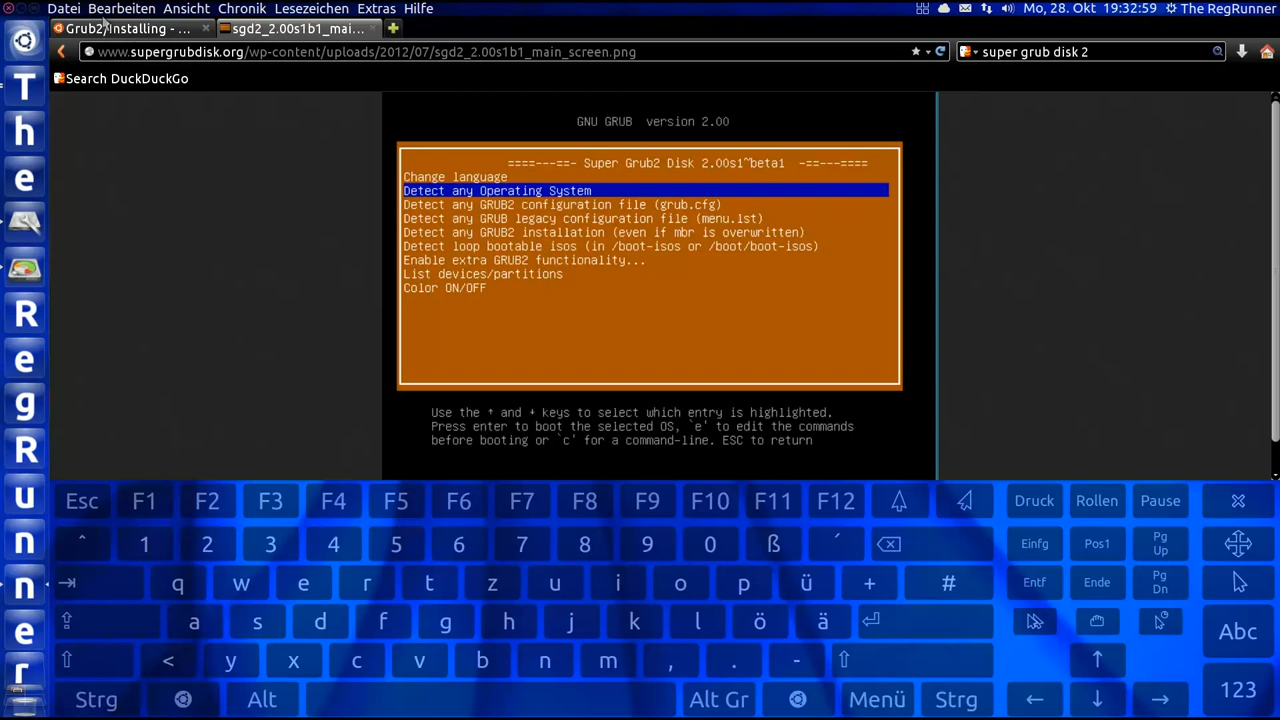 Datei Bearbeiten Ansicht Chronik Lesezeichen Extras Hilfe
Mo, 28. Okt 19:32:59 The RegRunner
Grub2/Installing - ...
sgd2_2.00s1b1_mai...
www.supergrubdisk.org/wp-content/uploads/2012/07/sgd2_2.00s1b1_main_screen.png
super grub disk 2
Search DuckDuckGo
T
h
e
R
e
g
R
u
n
n
e
r
GNU GRUB version 2.00
====---==- Super Grub2 Disk 2.00s1~beta1 -==---====
Change language
Detect any Operating System
Detect any GRUB2 configuration file (grub.cfg)
Detect any GRUB legacy configuration file (menu.lst)
Detect any GRUB2 installation (even if mbr is overwritten)
Detect loop bootable isos (in /boot-isos or /boot/boot-isos)
Enable extra GRUB2 functionality...
List devices/partitions
Color ON/OFF
Use the ↑ and ↓ keys to select which entry is highlighted.
Press enter to boot the selected OS, `e' to edit the commands
before booting or `c' for a command-line. ESC to return
Esc F1 F2 F3 F4 F5 F6 F7 F8 F9 F10 F11 F12 Druck Rollen Pause
^ 1 2 3 4 5 6 7 8 9 0 ß ´ Einfg Pos1 Pg Up
q w e r t z u i o p ü + # Entf Ende Pg Dn
a s d f g h j k l ö ä Abc
< y x c v b n m , . -
Strg Alt Alt Gr Menü Strg ← ↓ → 123